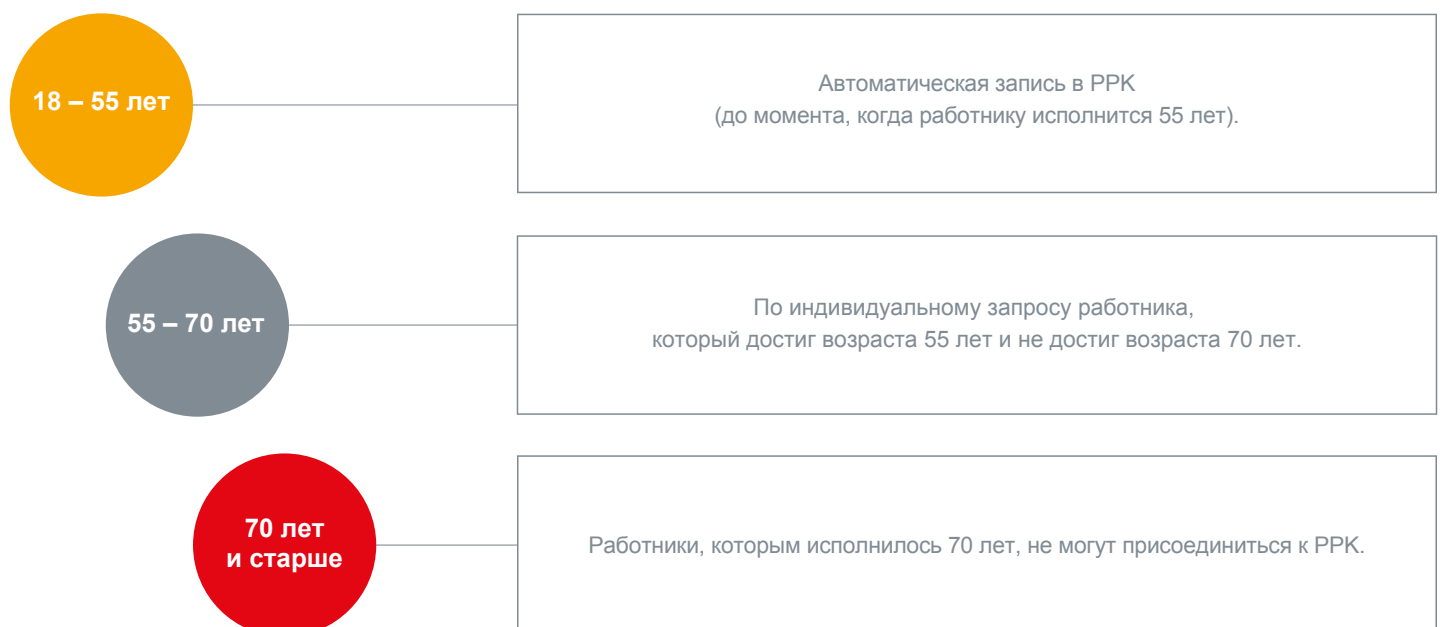 18 – 55 лет
Автоматическая запись в PPK
(до момента, когда работнику исполнится 55 лет).
55 – 70 лет
По индивидуальному запросу работника,
который достиг возраста 55 лет и не достиг возраста 70 лет.
70 лет
и старше
Работники, которым исполнилось 70 лет, не могут присоединиться к PPK.